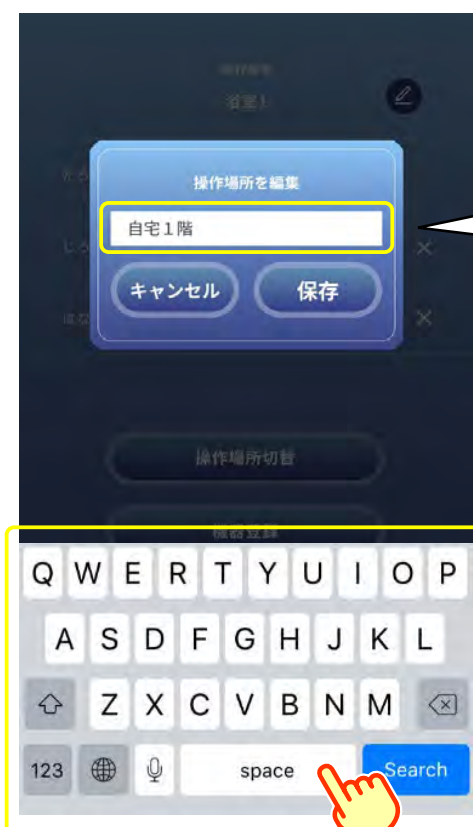 浴室1
操作場所を編集
自宅１階
キャンセル
保存
操作場所切替
機器登録
Q W E R T Y U I O P
A S D F G H J K L
Z X C V B N M
123 space Search